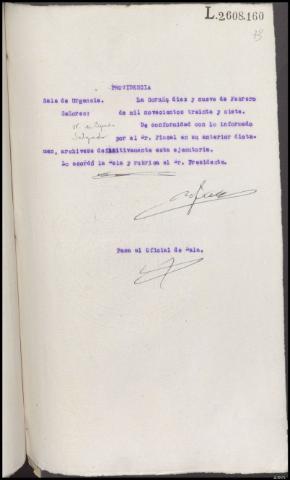 L.2608.160
PROVIDENCIA
Sala de Urgencia. La Coruña diez y nueve de Febrero
Señores: de mil novecientos treinta y siete.
De conformidad con lo informado
por el Sr. Fiscal en su anterior dicta-
men, archívese definitivamente esta ejecutoria.
Lo acordó la Sala y rubrica el Sr. Presidente.
Pasa al Oficial de Sala.